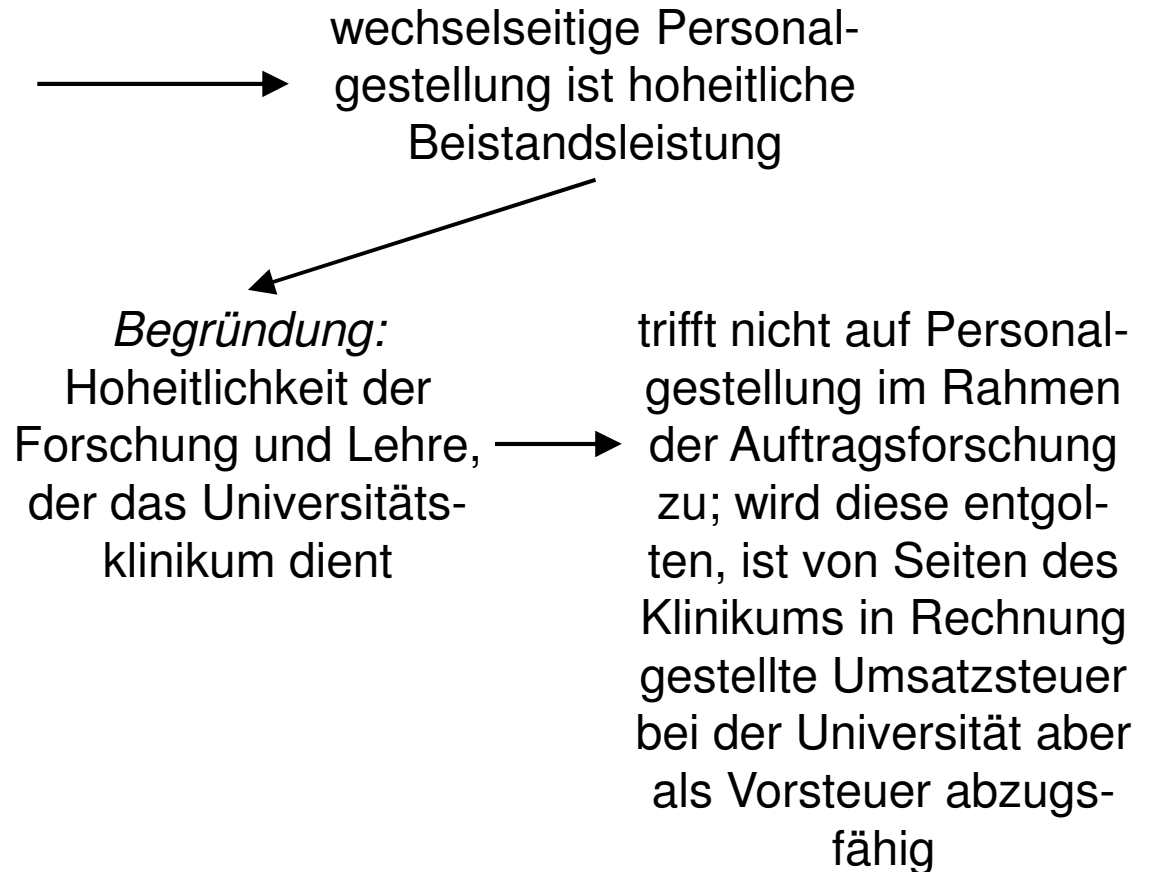 wechselseitige Personal-
gestellung ist hoheitliche
Beistandsleistung
Begründung:
Hoheitlichkeit der
Forschung und Lehre,
der das Universitäts-
klinikum dient
trifft nicht auf Personal-
gestellung im Rahmen
der Auftragsforschung
zu; wird diese entgol-
ten, ist von Seiten des
Klinikums in Rechnung
gestellte Umsatzsteuer
bei der Universität aber
als Vorsteuer abzugs-
fähig